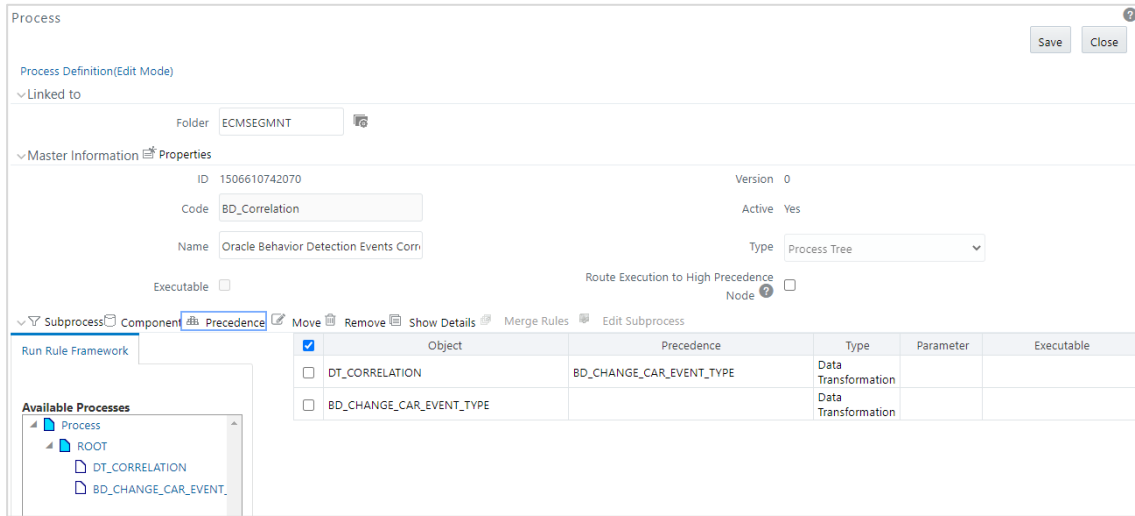 Process
Save Close
Process Definition(Edit Mode)
Linked to
Folder ECMSEGMNT
Master Information Properties
ID 1506610742070 Version 0
Code BD_Correlation Active Yes
Name Oracle Behavior Detection Events Corr Type Process Tree
Executable Route Execution to High Precedence
Node ?
Subprocess Component Precedence Move Remove Show Details Merge Rules Edit Subprocess
Run Rule Framework Object Precedence Type Parameter Executable
DT_CORRELATION BD_CHANGE_CAR_EVENT_TYPE Data
Transformation
Available Processes BD_CHANGE_CAR_EVENT_TYPE Data
Transformation
Process
ROOT
DT_CORRELATION
BD_CHANGE_CAR_EVENT_